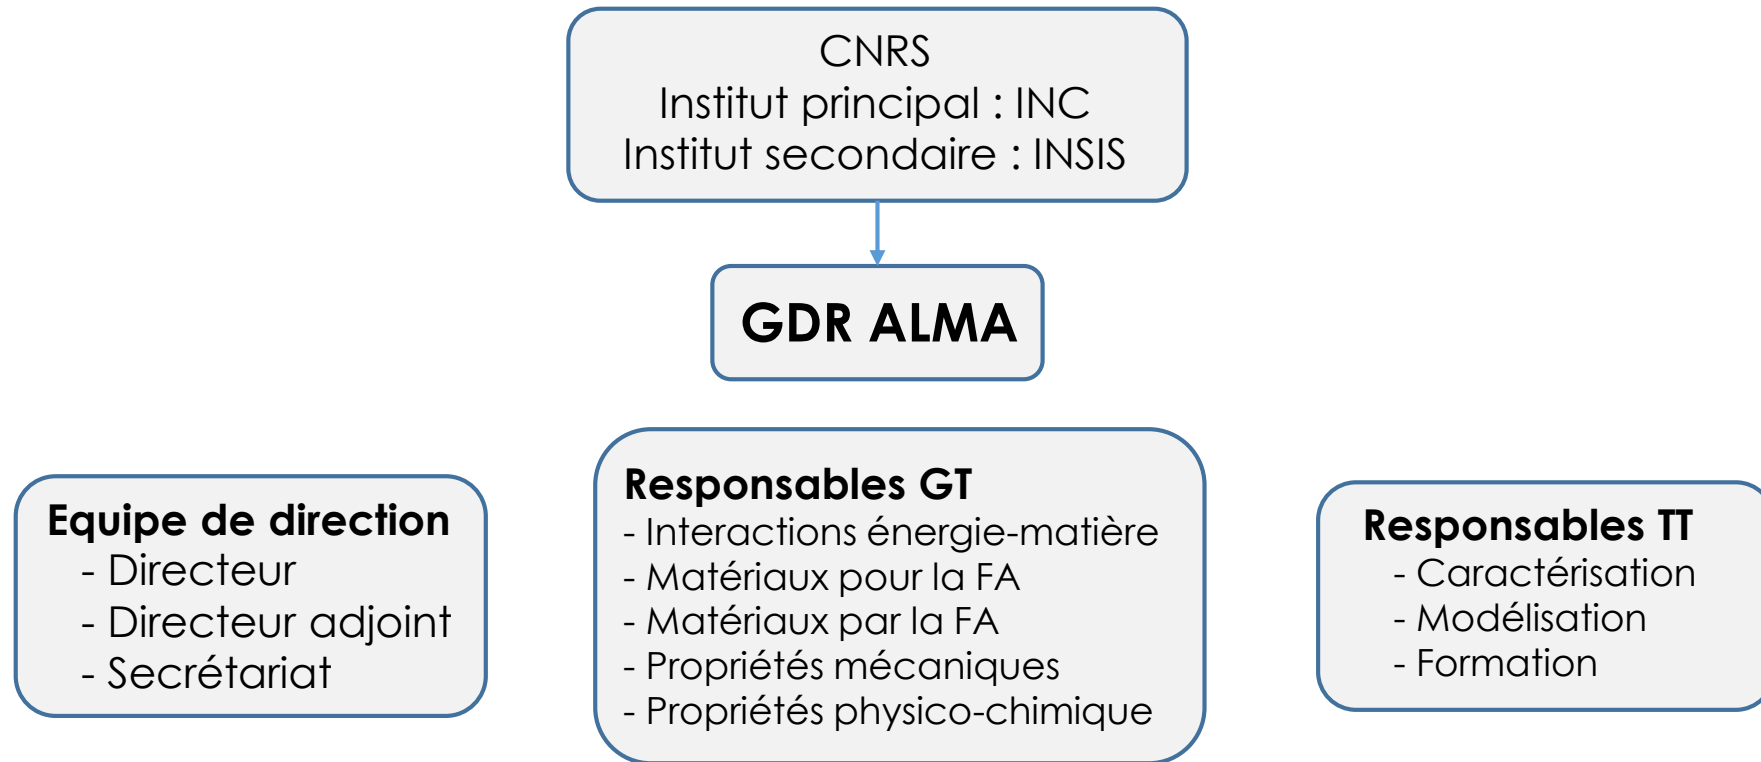 CNRS
Institut principal : INC
Institut secondaire : INSIS
GDR ALMA
Equipe de direction
- Directeur
- Directeur adjoint
- Secrétariat
Responsables GT
- Interactions énergie-matière
- Matériaux pour la FA
- Matériaux par la FA
- Propriétés mécaniques
- Propriétés physico-chimique
Responsables TT
- Caractérisation
- Modélisation
- Formation